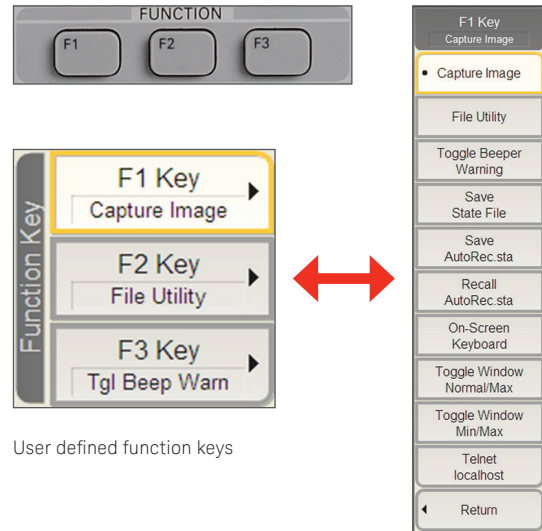 FUNCTION
F1
F2
F3
Function Key
F1 Key
Capture Image
F2 Key
File Utility
F3 Key
Tgl Beep Warn
User defined function keys
F1 Key
Capture Image
• Capture Image
File Utility
Toggle Beeper
Warning
Save
State File
Save
AutoRec.sta
Recall
AutoRec.sta
On-Screen
Keyboard
Toggle Window
Normal/Max
Toggle Window
Min/Max
Telnet
localhost
Return